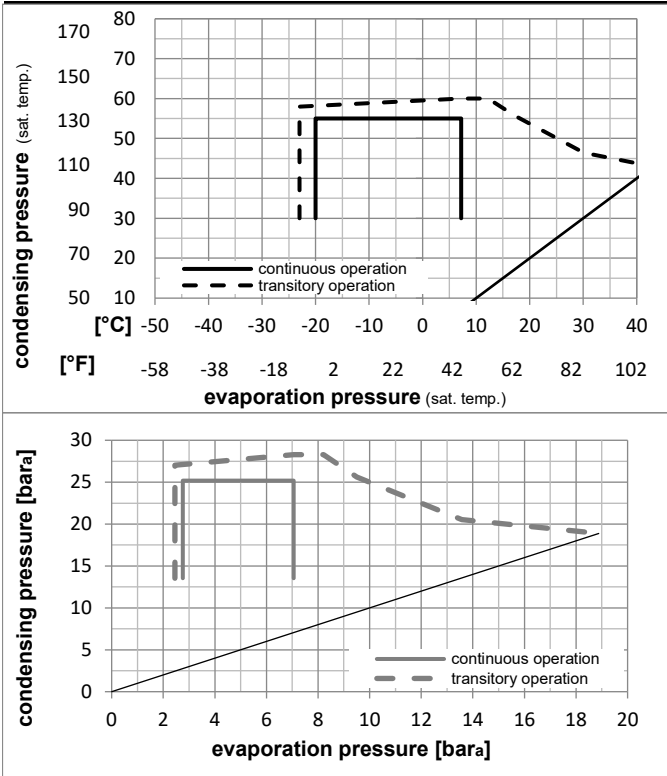 condensing pressure (sat. temp.)
170 80
70
150
60
130
50
110
40
90
30
70
20
50 10
continuous operation
transitory operation
[°C] -50 -40 -30 -20 -10 0 10 20 30 40
[°F] -58 -38 -18 2 22 42 62 82 102
evaporation pressure (sat. temp.)
condensing pressure [bara]
30
25
20
15
10
5
0
continuous operation
transitory operation
0 2 4 6 8 10 12 14 16 18 20
evaporation pressure [bara]